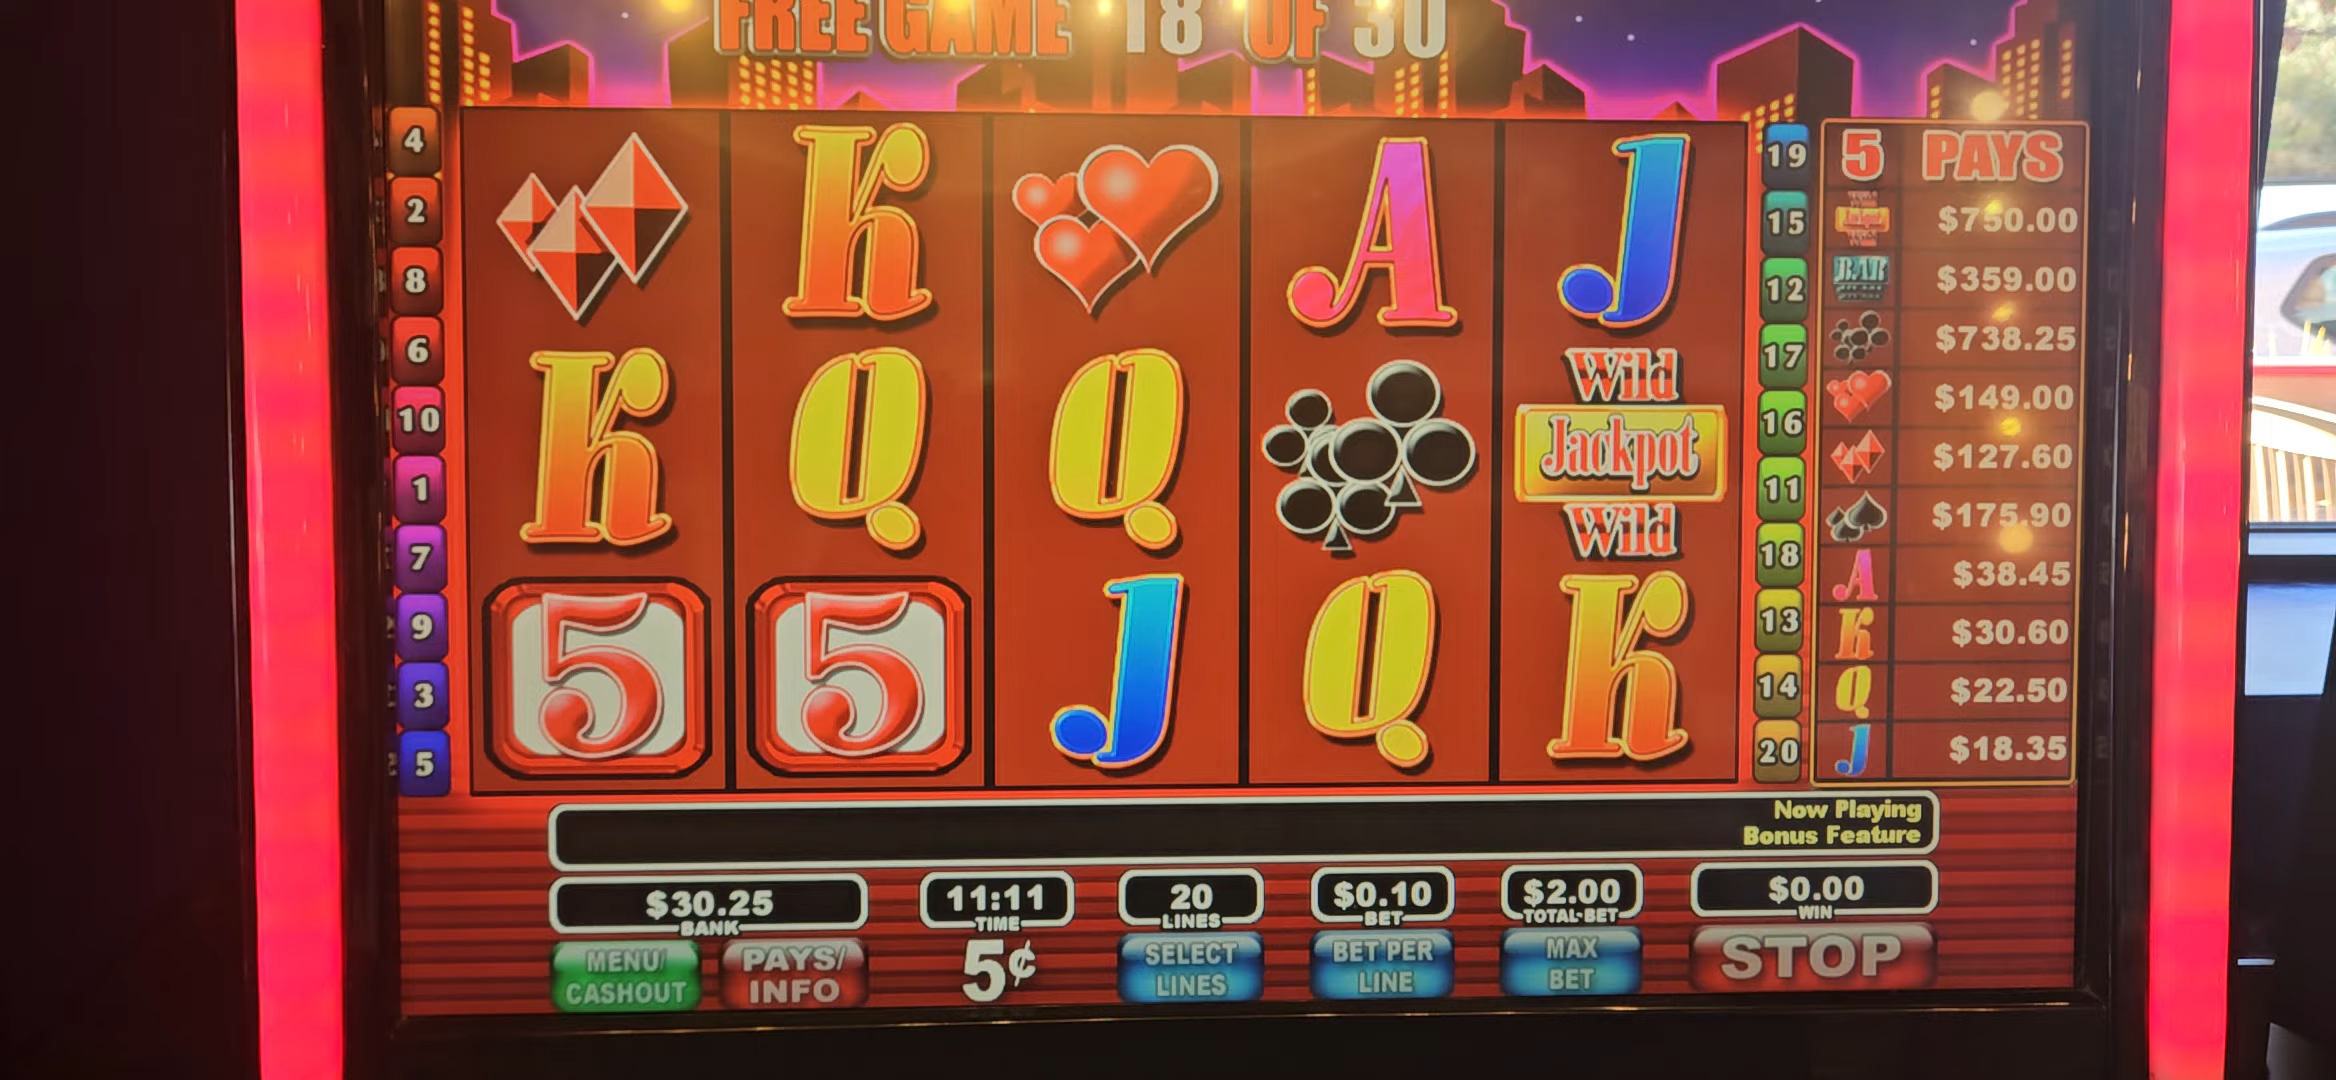 FREE GAME 18 OF 30
4
2
8
6
10
1
7
9
3
5
K
A
J
K
Q
Q
Wild
Jackpot
Wild
5
5
J
Q
K
19
15
12
17
16
11
18
13
14
20
5 PAYS
Jackpot $750.00
BAR $359.00
$738.25
$149.00
$127.60
$175.90
A $38.45
K $30.60
Q $22.50
J $18.35
Now Playing
Bonus Feature
$30.25
BANK
11:11
TIME
20
LINES
$0.10
BET
$2.00
TOTAL-BET
$0.00
WIN
MENU/
CASHOUT
PAYS/
INFO
5¢
SELECT
LINES
BET PER
LINE
MAX
BET
STOP